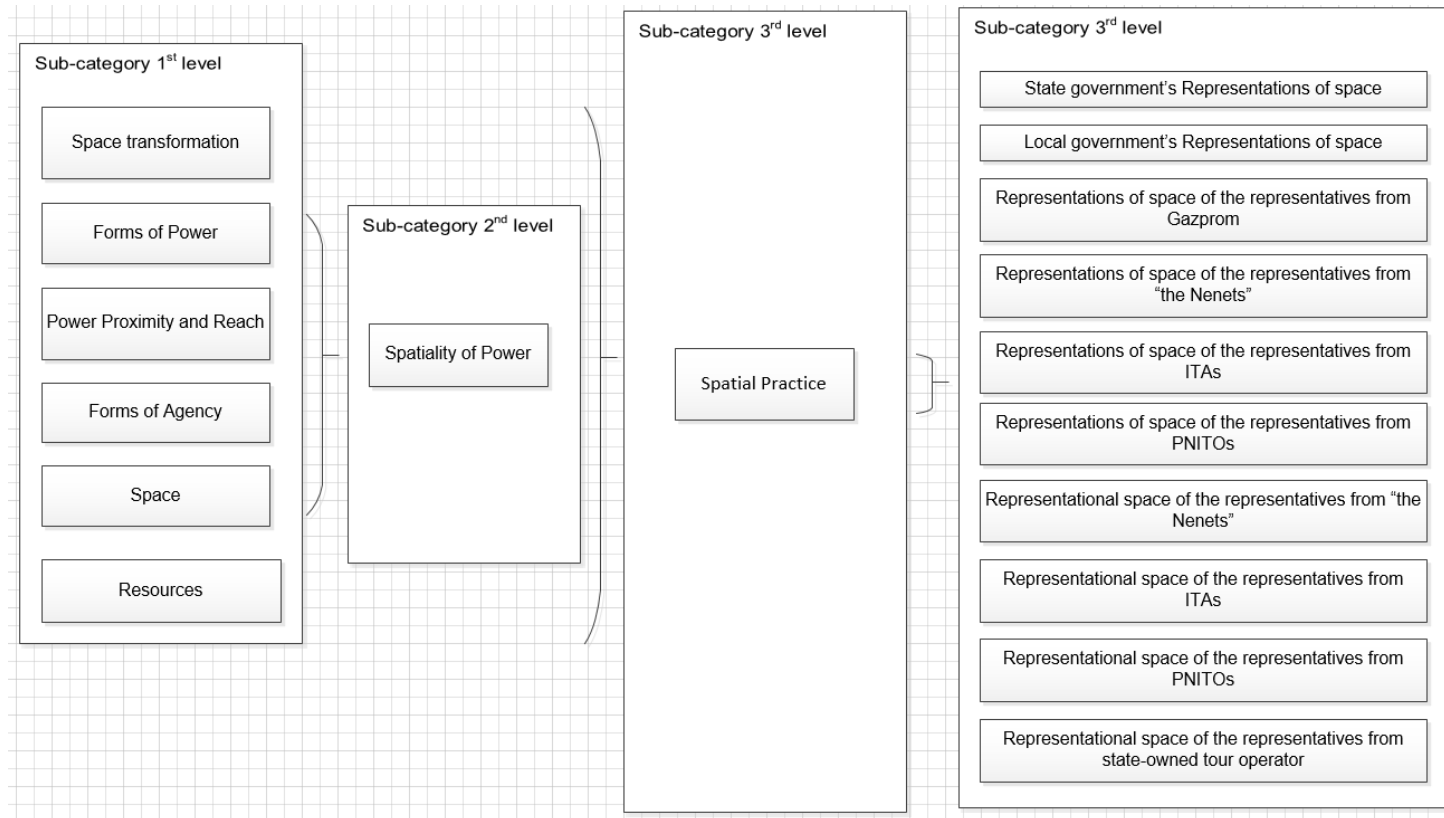 Sub-category 1st level
Space transformation
Forms of Power
Power Proximity and Reach
Forms of Agency
Space
Resources
Sub-category 2nd level
Spatiality of Power
Sub-category 3rd level
Spatial Practice
Sub-category 3rd level
State government's Representations of space
Local government's Representations of space
Representations of space of the representatives from
Gazprom
Representations of space of the representatives from
“the Nenets”
Representations of space of the representatives from
ITAs
Representations of space of the representatives from
PNITOs
Representational space of the representatives from “the
Nenets”
Representational space of the representatives from
ITAs
Representational space of the representatives from
PNITOs
Representational space of the representatives from
state-owned tour operator